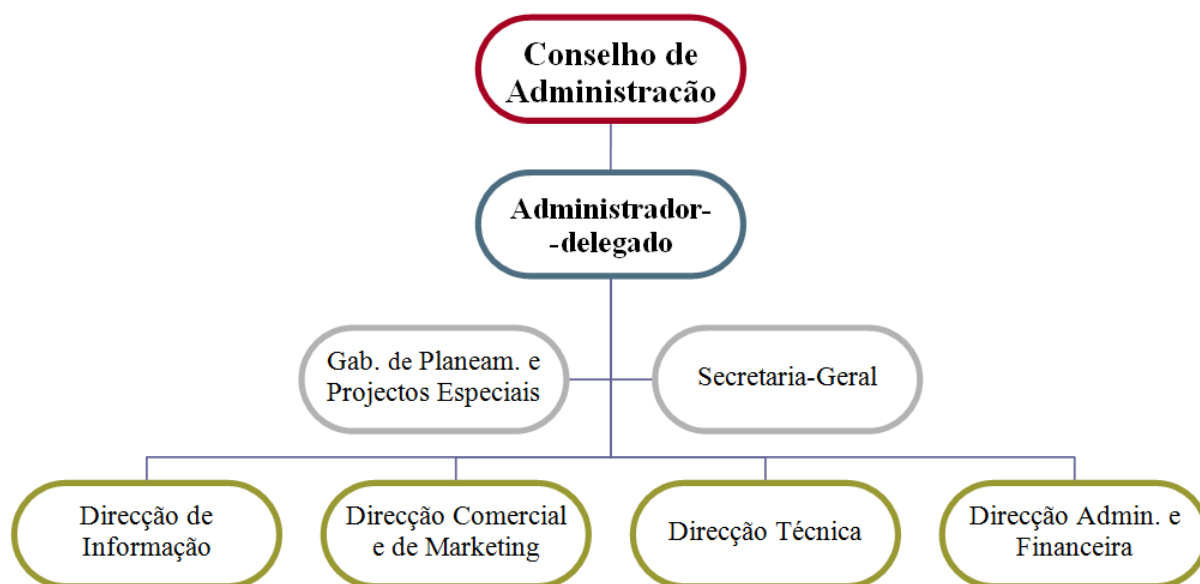 Conselho de
Administracão
Administrador-
-delegado
Gab. de Planeam. e
Projectos Especiais
Secretaria-Geral
Direcção de
Informação
Direcção Comercial
e de Marketing
Direcção Técnica
Direcção Admin. e
Financeira